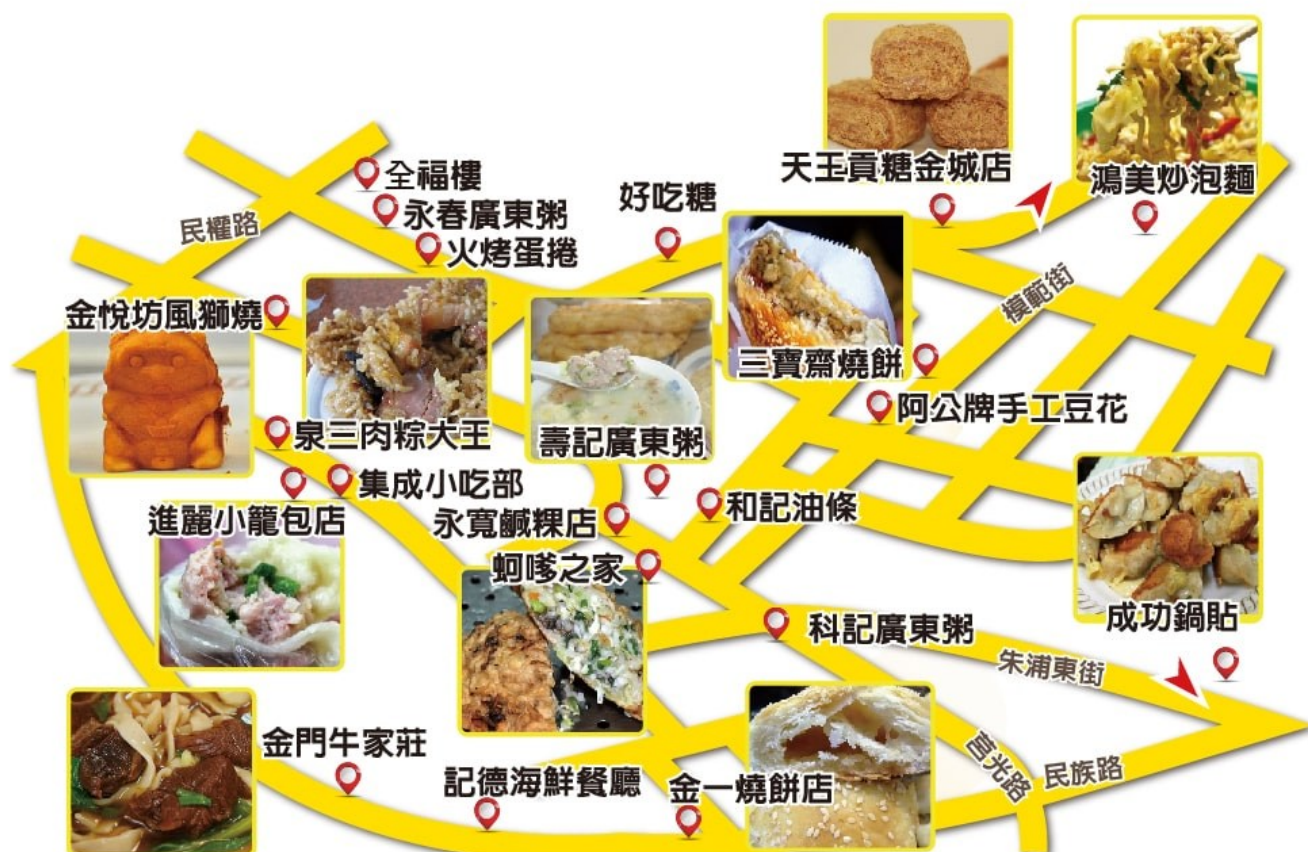 天王貢糖金城店
鴻美炒泡麵
全福樓
永春廣東粥
火烤蛋捲
好吃糖
民權路
金悅坊風獅燒
模範街
三寶齋燒餅
阿公牌手工豆花
泉三肉粽大王
壽記廣東粥
集成小吃部
進麗小籠包店
永寬鹹粿店
和記油條
蚵嗲之家
科記廣東粥
成功鍋貼
朱浦東街
金門牛家莊
記德海鮮餐廳
金一燒餅店
莒光路
民族路